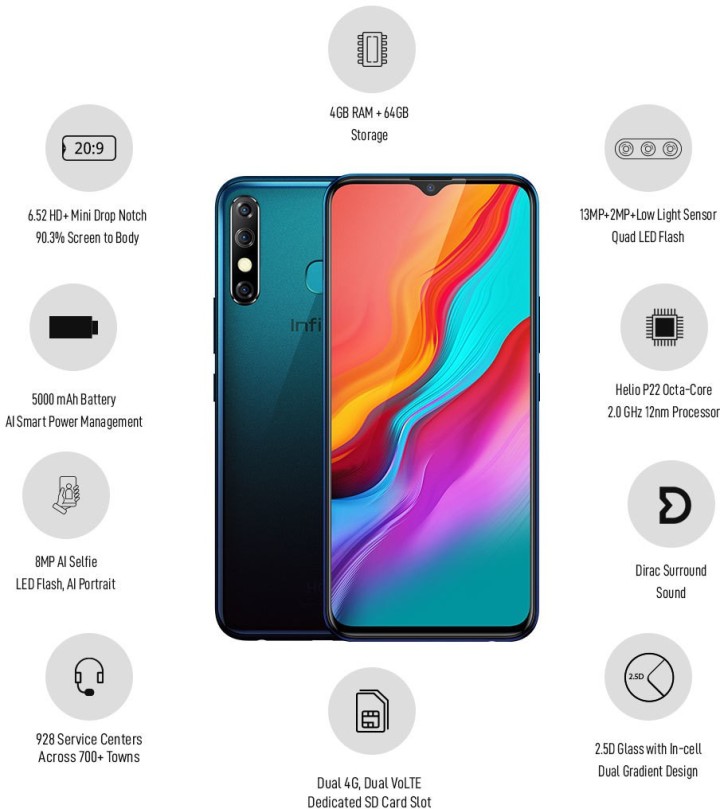 4GB RAM + 64GB
Storage
20:9
6.52 HD+ Mini Drop Notch
90.3% Screen to Body
13MP+2MP+Low Light Sensor
Quad LED Flash
Infi
5000 mAh Battery
AI Smart Power Management
Helio P22 Octa-Core
2.0 GHz 12nm Processor
8MP AI Selfie
LED Flash, AI Portrait
Dirac Surround
Sound
928 Service Centers
Across 700+ Towns
2.5D
2.5D Glass with In-cell
Dual Gradient Design
Dual 4G, Dual VoLTE
Dedicated SD Card Slot